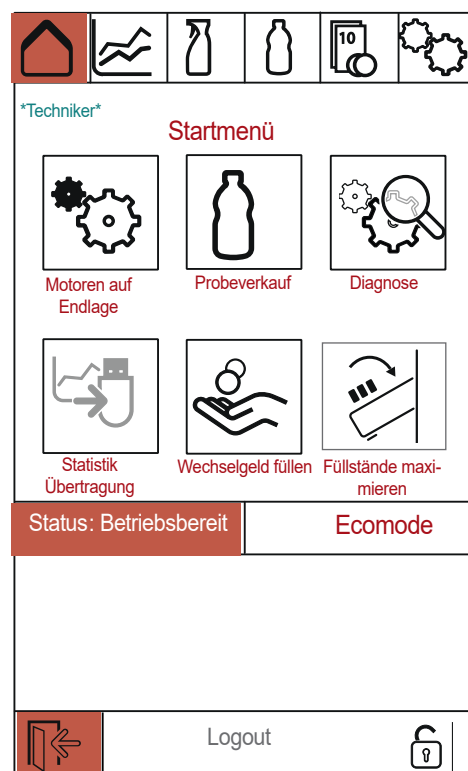 10
*Techniker*
Startmenü
Motoren auf
Endlage
Probeverkauf
Diagnose
Statistik
Übertragung
Wechselgeld füllen
Füllstände maxi-
mieren
Status: Betriebsbereit
Ecomode
Logout